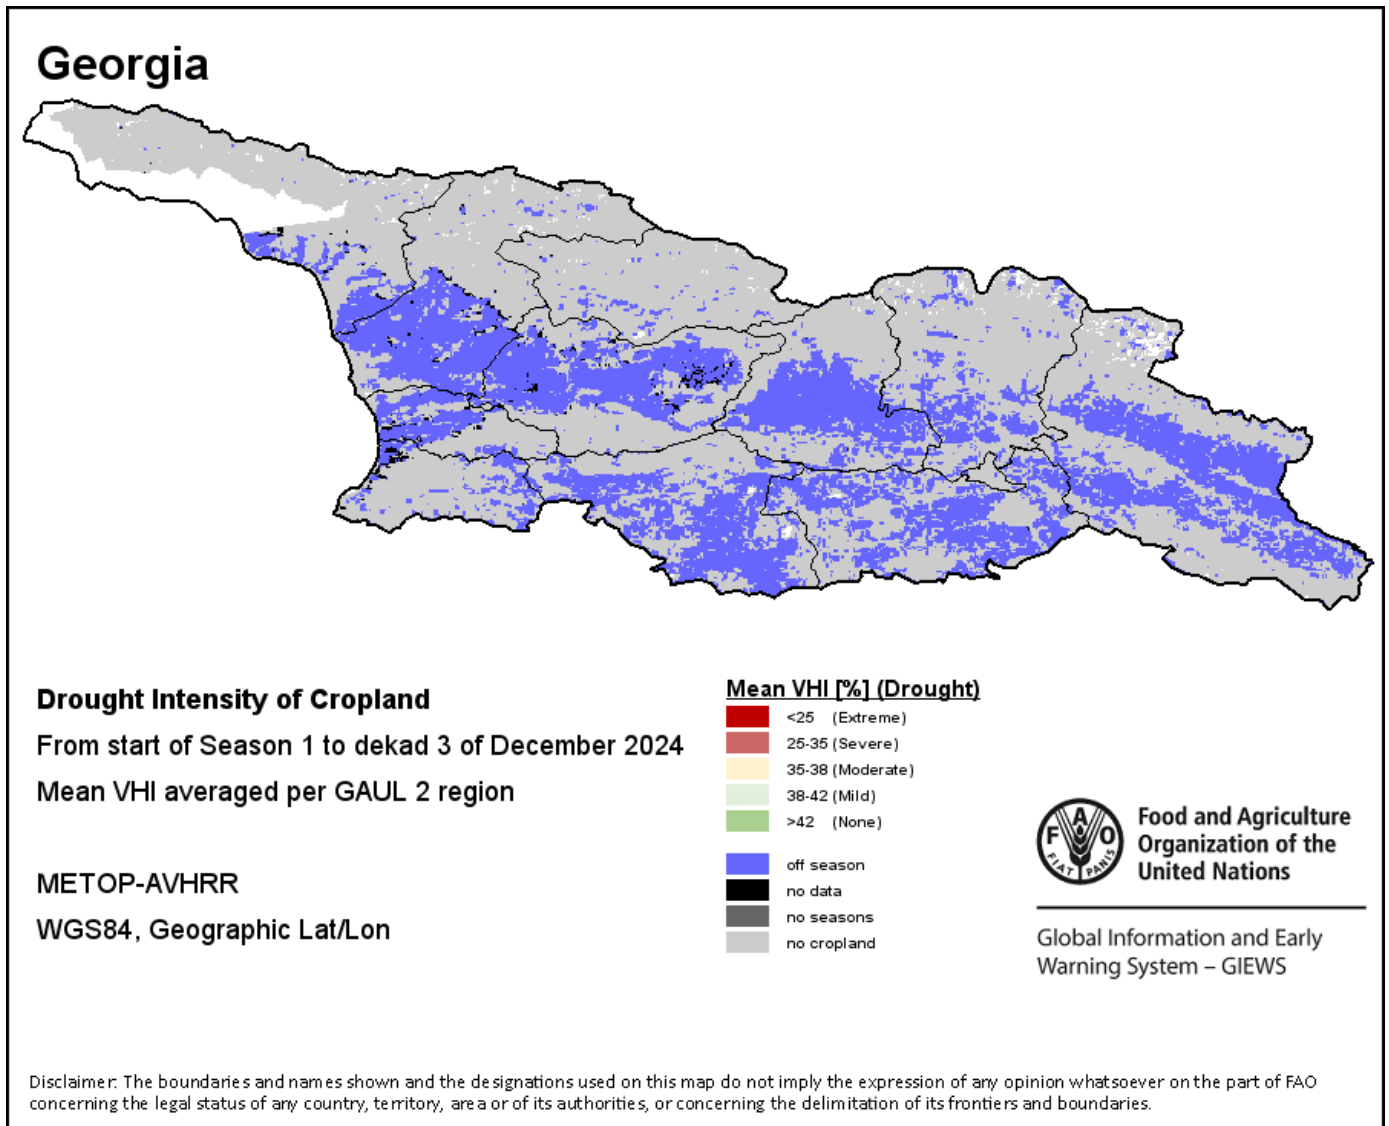 Georgia
Drought Intensity of Cropland
From start of Season 1 to dekad 3 of December 2024
Mean VHI averaged per GAUL 2 region
METOP-AVHRR
WGS84, Geographic Lat/Lon
Mean VHI [%] (Drought)
<25 (Extreme)
25-35 (Severe)
35-38 (Moderate)
38-42 (Mild)
>42 (None)
off season
no data
no seasons
no cropland
F A O
FIAT PANIS
Food and Agriculture
Organization of the
United Nations
Global Information and Early
Warning System – GIEWS
Disclaimer: The boundaries and names shown and the designations used on this map do not imply the expression of any opinion whatsoever on the part of FAO
concerning the legal status of any country, territory, area or of its authorities, or concerning the delimitation of its frontiers and boundaries.